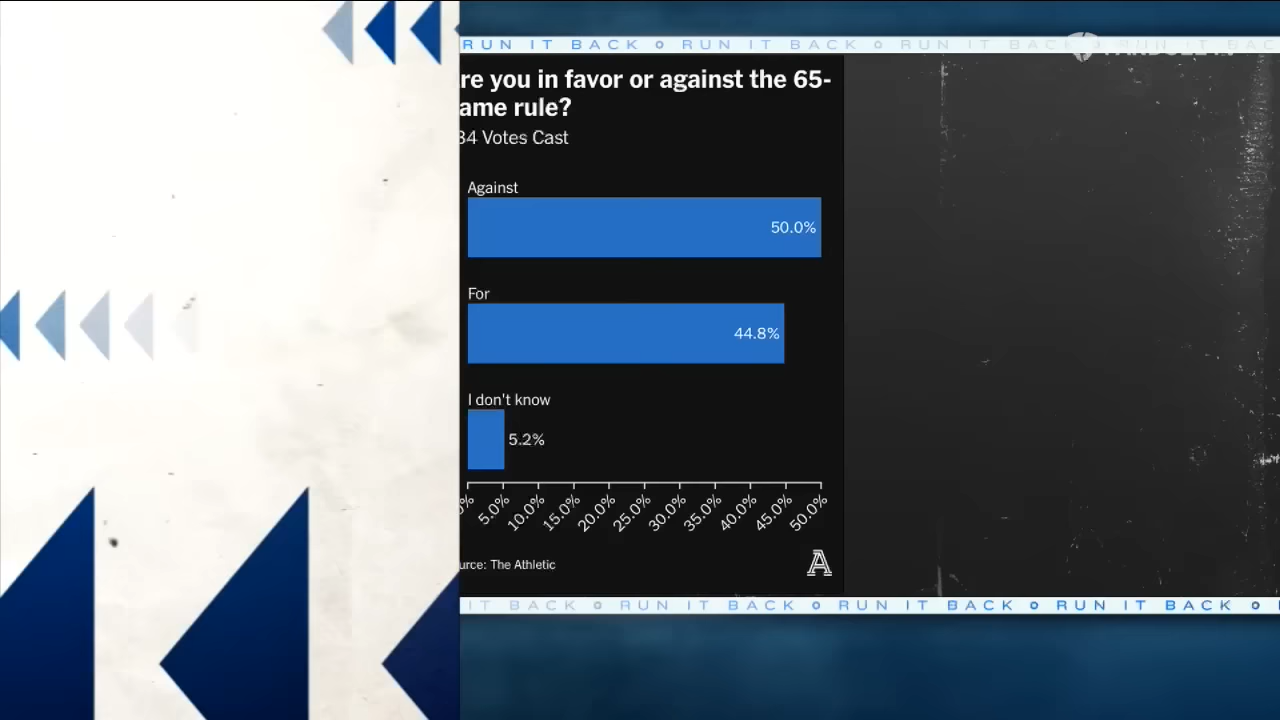 RUN IT BACK RUN IT BACK RUN IT BACK
re you in favor or against the 65-
ame rule?
34 Votes Cast
Against
50.0%
For
44.8%
I don't know
5.2%
5.0% 10.0% 15.0% 20.0% 25.0% 30.0% 35.0% 40.0% 45.0% 50.0%
urce: The Athletic
A
IT BACK RUN IT BACK RUN IT BACK RUN IT BACK